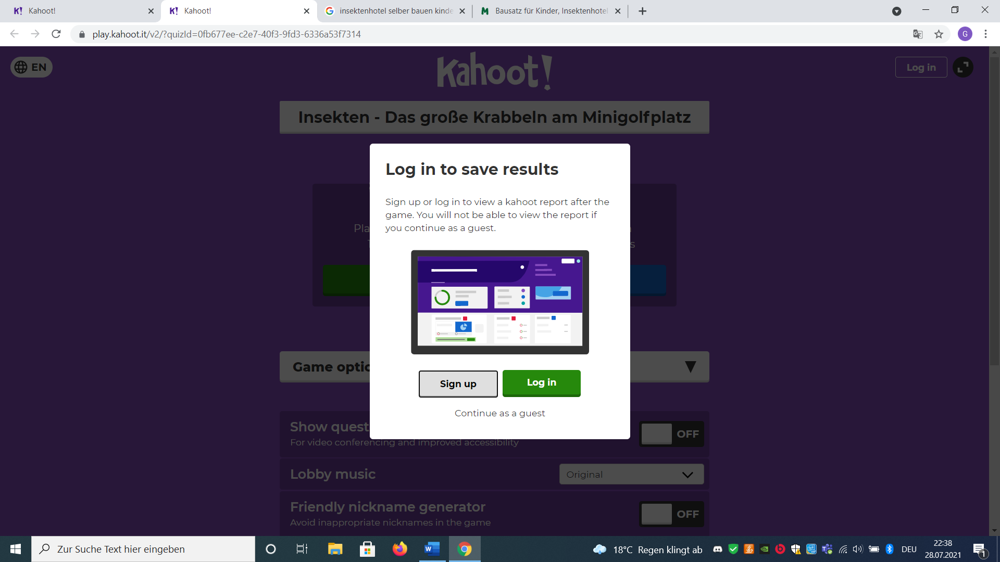 Kahoot!
Kahoot!
insektenhotel selber bauen kinde
Bausatz für Kinder, Insektenhotel
play.kahoot.it/v2/?quizId=0fb677ee-c2e7-40f3-9fd3-6336a53f7314
G
EN
Kahoot!
Log in
Insekten - Das große Krabbeln am Minigolfplatz
Log in to save results
Sign up or log in to view a kahoot report after the
game. You will not be able to view the report if
you continue as a guest.
Pla
s
Game optio
Sign up
Log in
Continue as a guest
Show quest
For video conferencing and improved accessibility
OFF
Lobby music
Original
Friendly nickname generator
Avoid inappropriate nicknames in the game
OFF
Zur Suche Text hier eingeben
18°C Regen klingt ab
DEU
22:38
28.07.2021
1